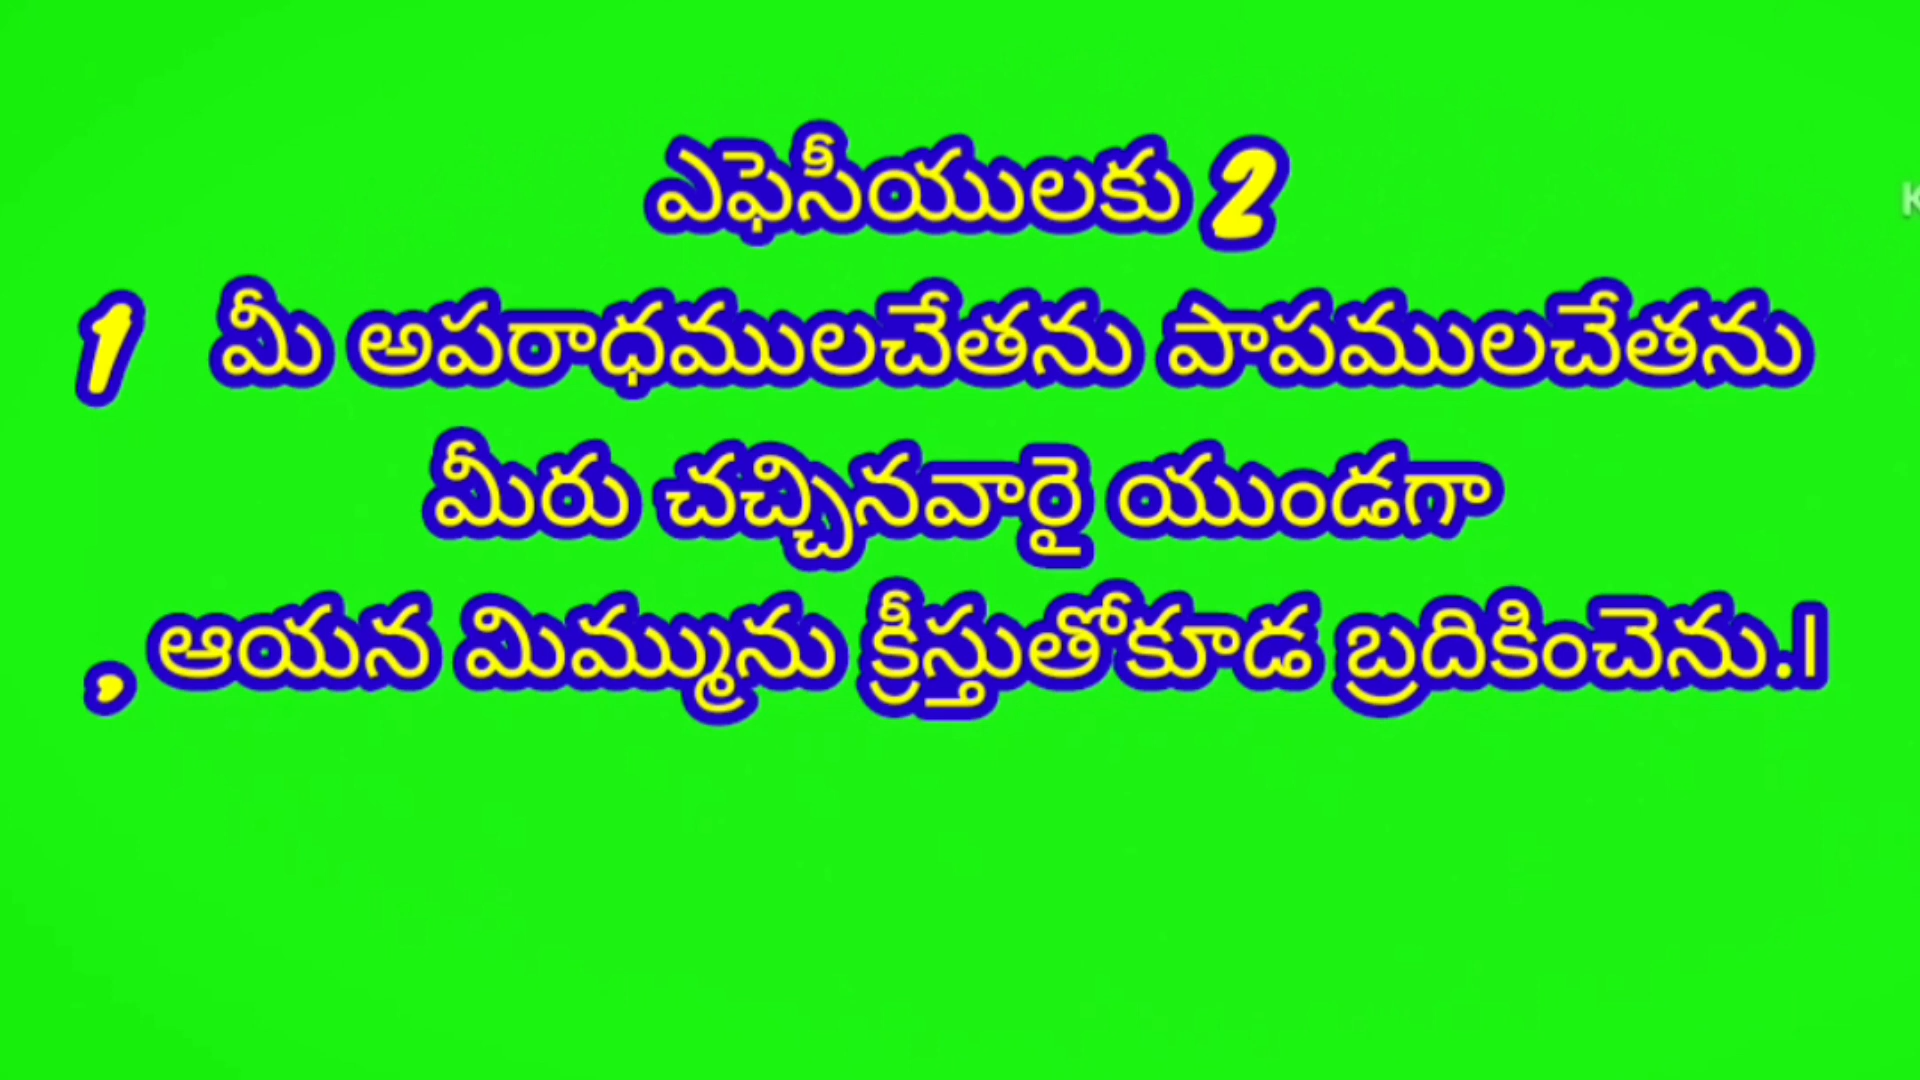 ఎఫెసీయులకు 2
1 మీ అపరాధములచేతను పాపములచేతను
మీరు చచ్చినవారై యుండగా
, ఆయన మిమ్మును క్రీస్తుతోకూడ బ్రదికించెను.|
K